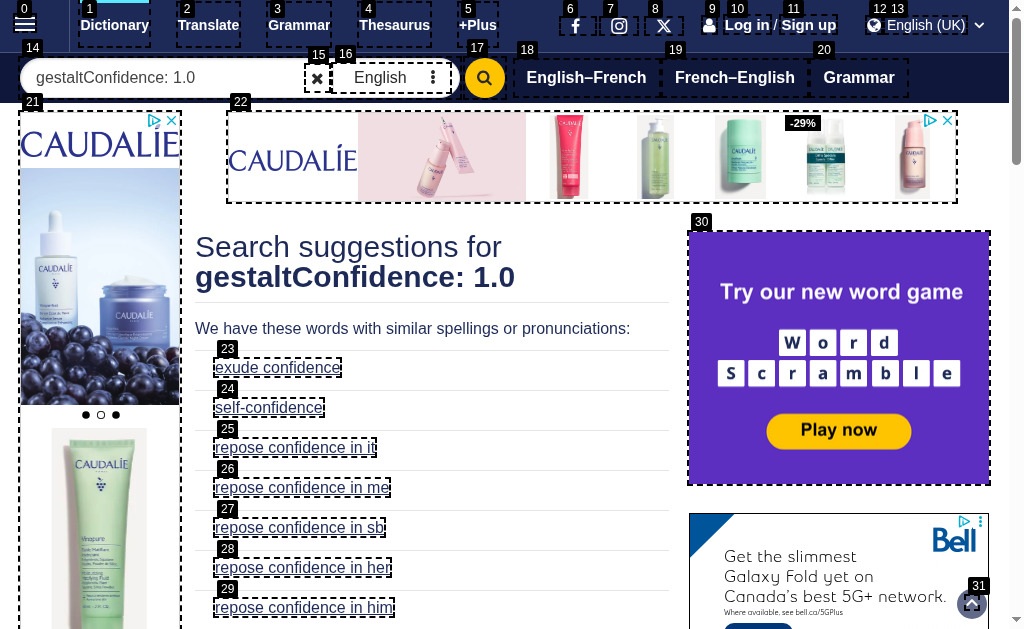 0 1 2 3 4 5 6 7 8 9 10 11 12 13
Dictionary Translate Grammar Thesaurus +Plus Log in / Sign up English (UK)
14 15 16 17 18 19 20
gestaltConfidence: 1.0 English English–French French–English Grammar
21 22
CAUDALIE
CAUDALIE -29%
CAUDALIE
CAUDALIE
30
Search suggestions for
gestaltConfidence: 1.0
Try our new word game
Word
Scramble
Play now
We have these words with similar spellings or pronunciations:
23
exude confidence
24
self-confidence
25
repose confidence in it
26
repose confidence in me
27
repose confidence in sb
28
repose confidence in her
29
repose confidence in him
CAUDALIE
Vinopure
Bell
Get the slimmest
Galaxy Fold yet on
Canada's best 5G+ network.
Where available, see bell.ca/5GPlus
31